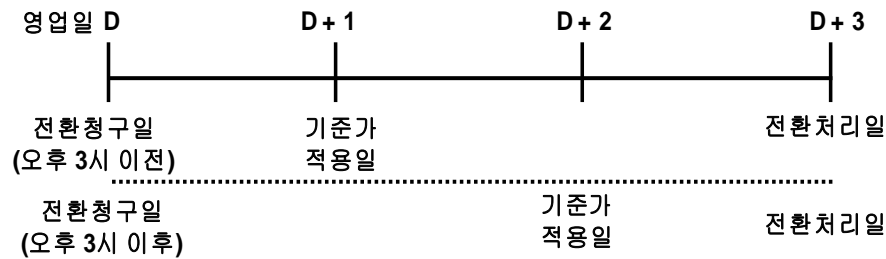 영업일 D D + 1 D + 2 D + 3
전환청구일 기준가 전환처리일
(오후 3시 이전) 적용일
전환청구일 기준가 전환처리일
(오후 3시 이후) 적용일